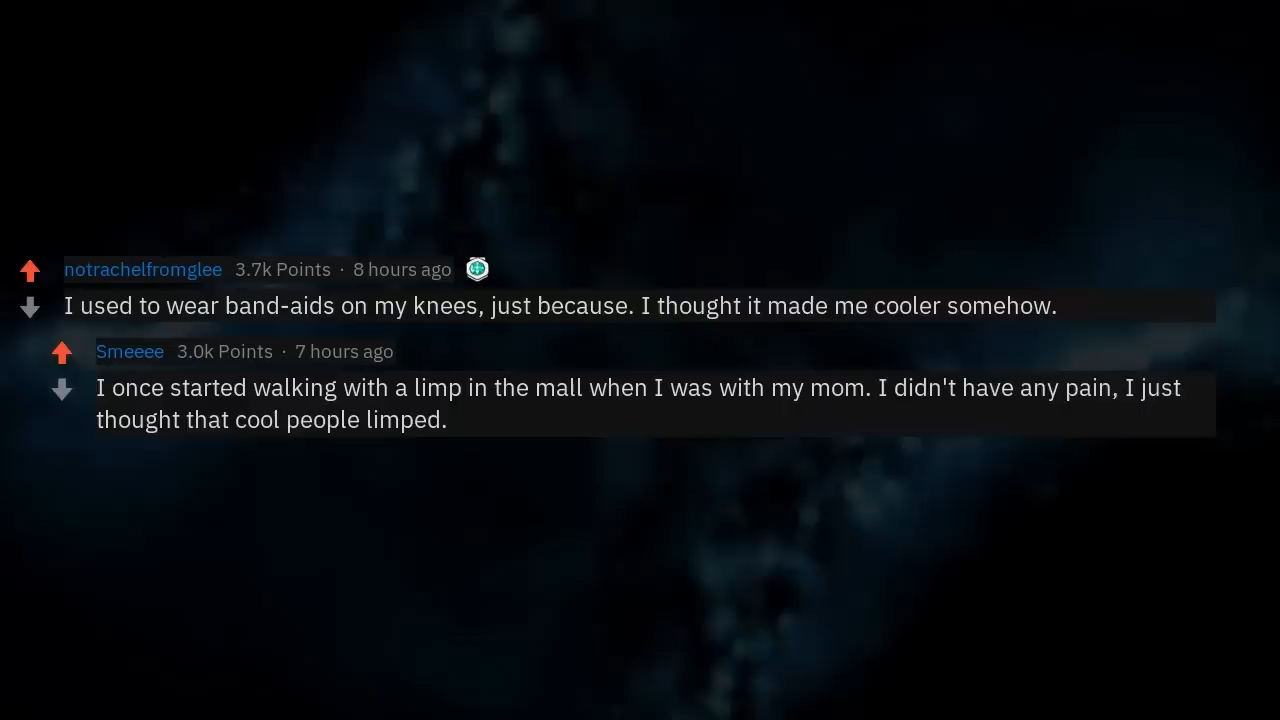 notrachelfromglee 3.7k Points · 8 hours ago
I used to wear band-aids on my knees, just because. I thought it made me cooler somehow.
Smeeee 3.0k Points · 7 hours ago
I once started walking with a limp in the mall when I was with my mom. I didn't have any pain, I just
thought that cool people limped.